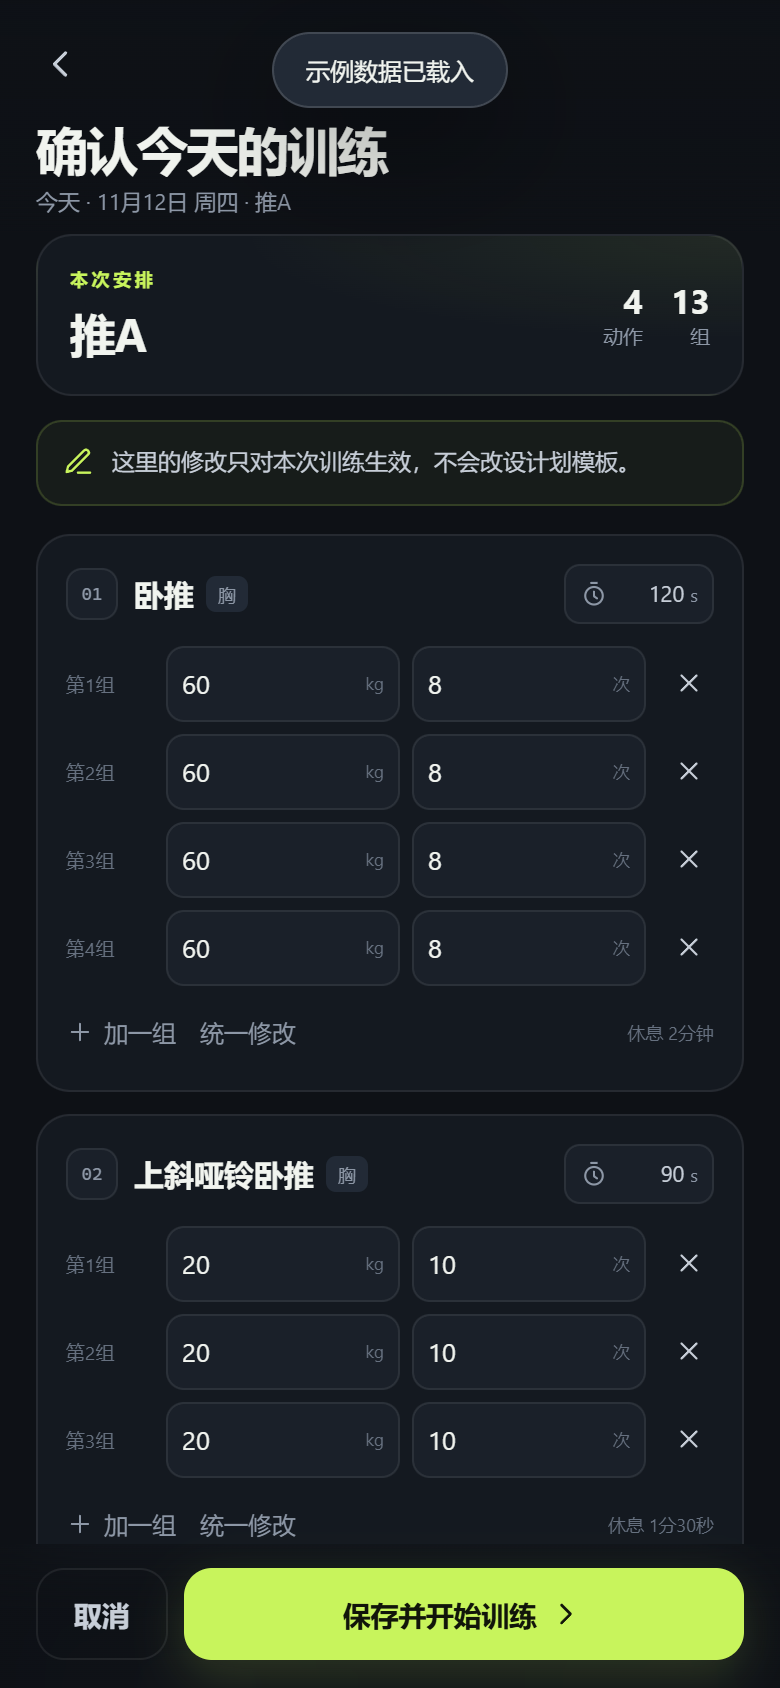 示例数据已载入
确认今天的训练
今天 · 11月12日 周四 · 推A
本次安排
推A
4 动作
13 组
这里的修改只对本次训练生效，不会改设计划模板。
01 卧推 胸 120 s
第1组 60 kg 8 次
第2组 60 kg 8 次
第3组 60 kg 8 次
第4组 60 kg 8 次
加一组 统一修改 休息 2分钟
02 上斜哑铃卧推 胸 90 s
第1组 20 kg 10 次
第2组 20 kg 10 次
第3组 20 kg 10 次
加一组 统一修改 休息 1分30秒
取消 保存并开始训练